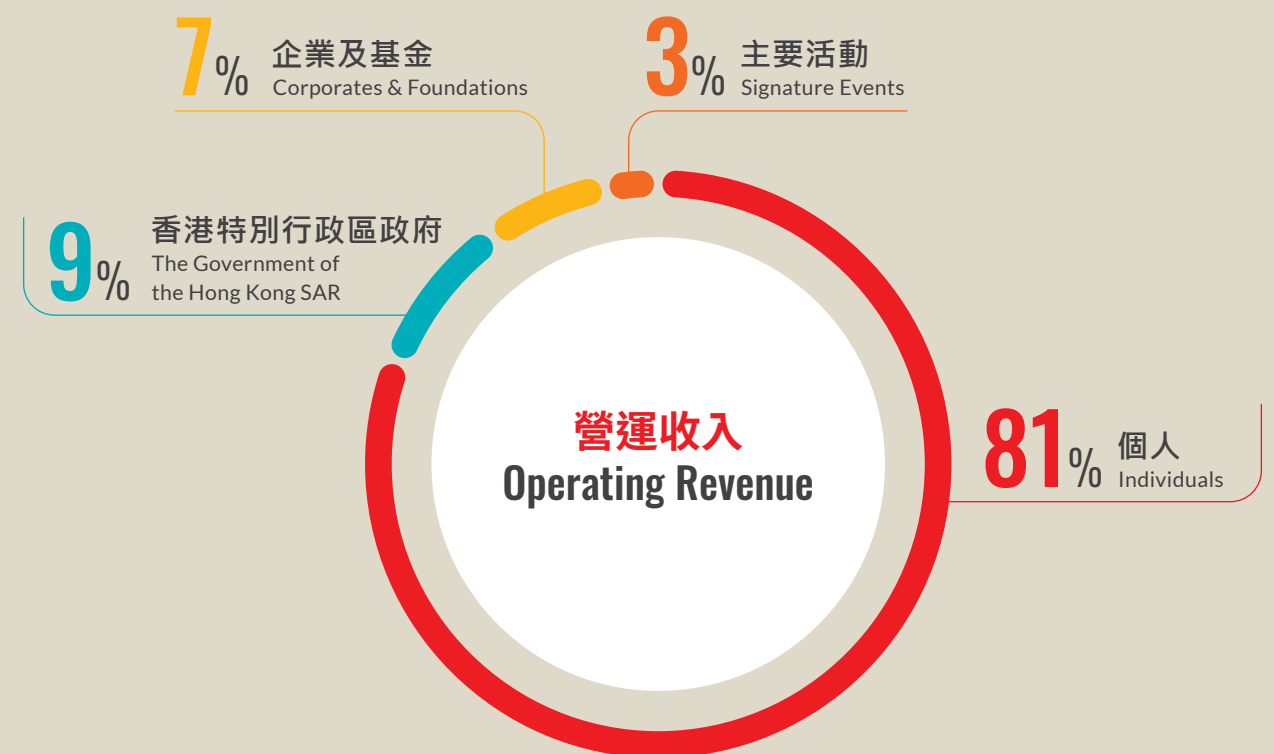 7% 企業及基金
Corporates & Foundations
3% 主要活動
Signature Events
9% 香港特別行政區政府
The Government of
the Hong Kong SAR
營運收入
Operating Revenue
81% 個人
Individuals